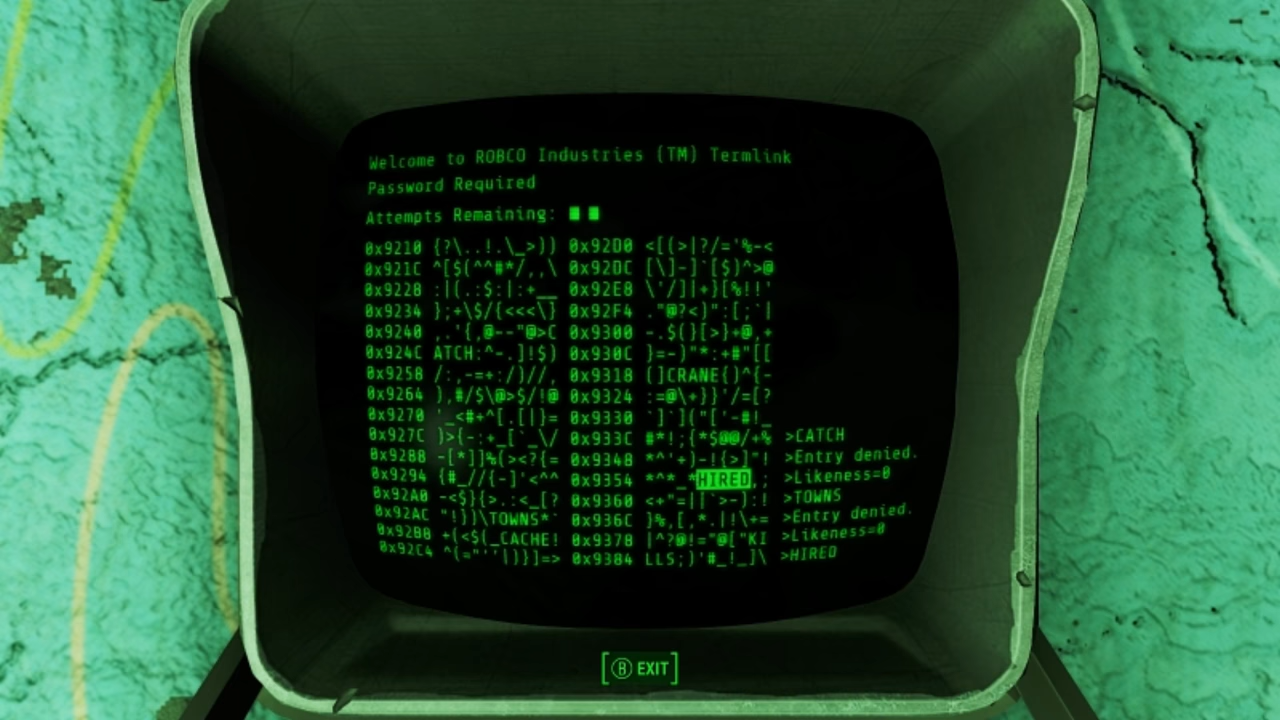 Welcome to ROBCO Industries (TM) Termlink
Password Required
Attempts Remaining: ■ ■
0x9210 {?\..!.\_>)) 0x92D0 <[(>|?/='%-<
0x921C ^[$(^^#*/,,\ 0x92DC [\]-]`[$)^>@
0x9228 :|(.:$:|:+__ 0x92E8 \'/]|+}[%!!'
0x9234 };+\$/{<<<\] 0x92F4 ."@?<}":[;`|
0x9240 ,.'{,@--"@>C 0x9300 -.$(}[>}+@,+
0x924C ATCH:^-.]!$) 0x930C }=-)"*:+#"[[
0x9258 /:,-=+:/)//, 0x9318 (]CRANE{)^{-
0x9264 ),#/$\@>$/!@ 0x9324 :=@\+}}'/=[?
0x9270 '_<#+^[.[|}= 0x9330 `]`](["['-#!_
0x927C )>{-:+_[`_\/ 0x933C #*!;{*$@@/+% >CATCH
0x9288 -[*]]%{><?{= 0x9348 *^'+)-!{>]"! >Entry denied.
0x9294 {#_//{-]'<^^ 0x9354 *^*_*HIRED,; >Likeness=0
0x92A0 -<$}{>.:<_[? 0x9360 <+"=||`>-):! >TOWNS
0x92AC "!))\TOWNS*` 0x936C }%,[,*.|!\+= >Entry denied.
0x92B8 +(<$(_CACHE! 0x9378 |^?@!="@["KI >Likeness=0
0x92C4 ^(="''|)}]=> 0x9384 LLS;)'#_!_]\ >HIRED
[Ⓑ EXIT]